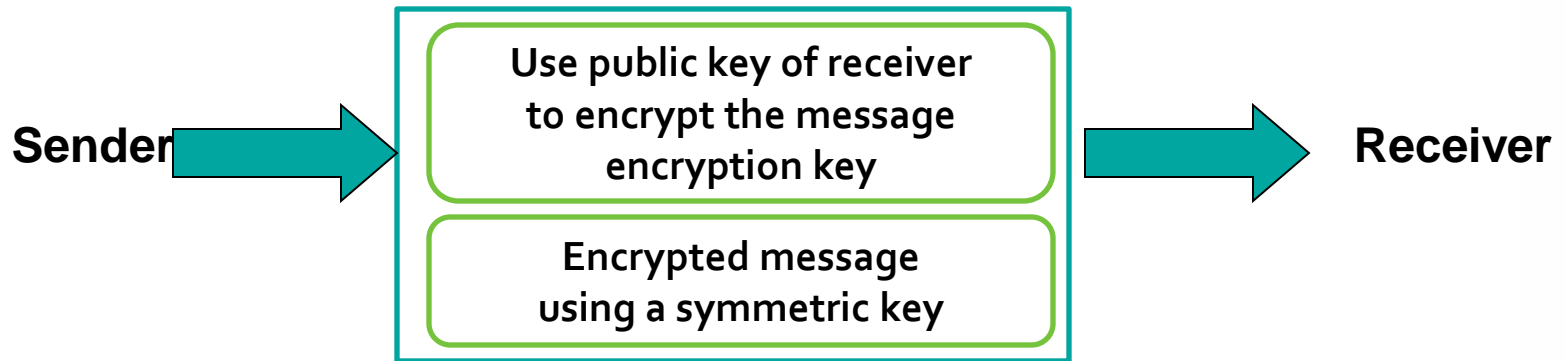 Sender
Use public key of receiver
to encrypt the message
encryption key
Encrypted message
using a symmetric key
Receiver